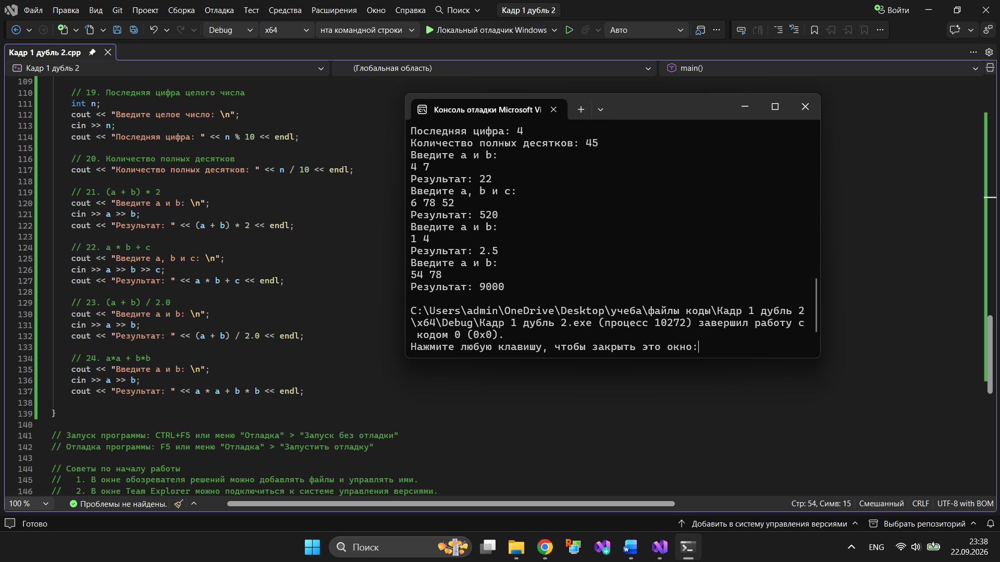 Файл Правка Вид Git Проект Сборка Отладка Тест Средства Расширения Окно Справка Поиск Кадр 1 дубль 2 Войти
Debug x64 нта командной строки Локальный отладчик Windows Авто
Кадр 1 дубль 2.cpp
Кадр 1 дубль 2 (Глобальная область) main()
109
110 // 19. Последняя цифра целого числа
111 int n;
112 cout << "Введите целое число: \n";
113 cin >> n;
114 cout << "Последняя цифра: " << n % 10 << endl;
115
116 // 20. Количество полных десятков
117 cout << "Количество полных десятков: " << n / 10 << endl;
118
119 // 21. (a + b) * 2
120 cout << "Введите a и b: \n";
121 cin >> a >> b;
122 cout << "Результат: " << (a + b) * 2 << endl;
123
124 // 22. a * b + c
125 cout << "Введите a, b и c: \n";
126 cin >> a >> b >> c;
127 cout << "Результат: " << a * b + c << endl;
128
129 // 23. (a + b) / 2.0
130 cout << "Введите a и b: \n";
131 cin >> a >> b;
132 cout << "Результат: " << (a + b) / 2.0 << endl;
133
134 // 24. a*a + b*b
135 cout << "Введите a и b: \n";
136 cin >> a >> b;
137 cout << "Результат: " << a * a + b * b << endl;
138
139 }
140
141 // Запуск программы: CTRL+F5 или меню "Отладка" > "Запуск без отладки"
142 // Отладка программы: F5 или меню "Отладка" > "Запустить отладку"
143
144 // Советы по началу работы
145 //   1. В окне обозревателя решений можно добавлять файлы и управлять ими.
146 //   2. В окне Team Explorer можно подключиться к системе управления версиями.
Консоль отладки Microsoft Vi
Последняя цифра: 4
Количество полных десятков: 45
Введите a и b:
4 7
Результат: 22
Введите a, b и c:
6 78 52
Результат: 520
Введите a и b:
1 4
Результат: 2.5
Введите a и b:
54 78
Результат: 9000
C:\Users\admin\OneDrive\Desktop\учеба\файлы коды\Кадр 1 дубль 2
\x64\Debug\Кадр 1 дубль 2.exe (процесс 10272) завершил работу с
кодом 0 (0x0).
Нажмите любую клавишу, чтобы закрыть это окно:
100 % Проблемы не найдены. Стр: 54, Симв: 15 Смешанный CRLF UTF-8 with BOM
Готово Добавить в систему управления версиями Выбрать репозиторий
Поиск ENG 23:38
22.09.2026